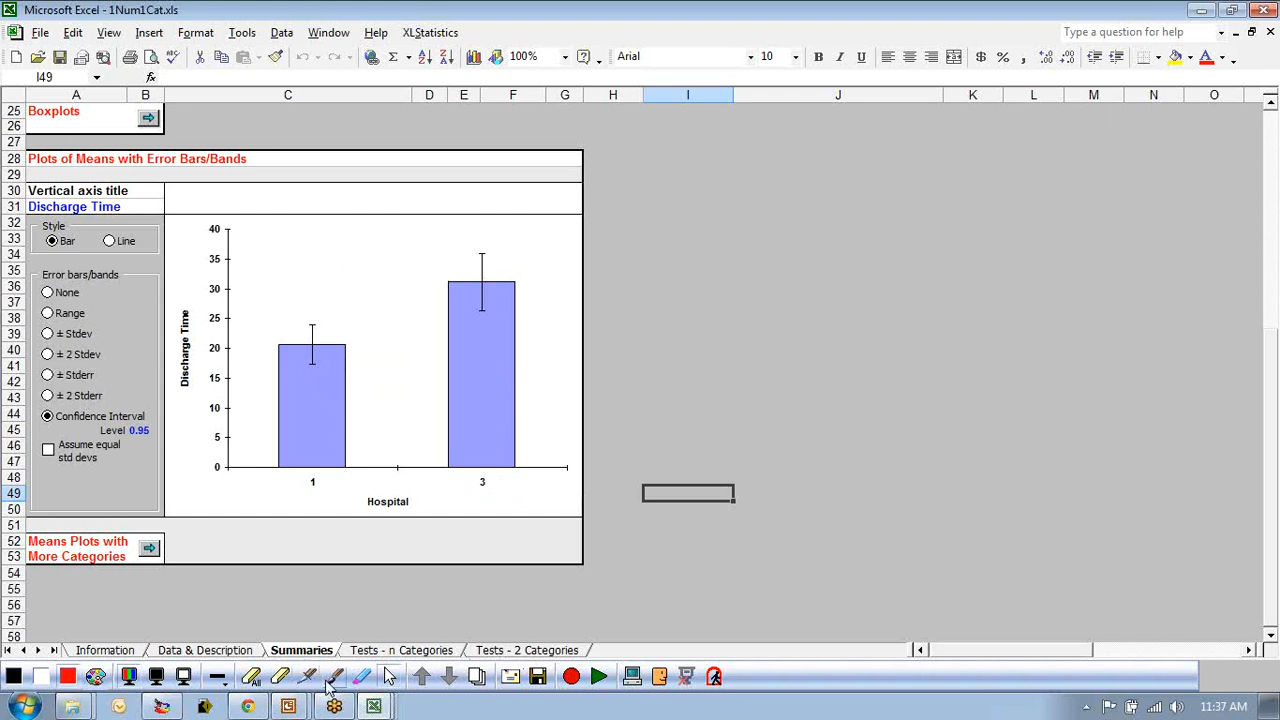 Microsoft Excel - 1Num1Cat.xls
File Edit View Insert Format Tools Data Window Help XLStatistics
Type a question for help
100% Arial 10 B I U $ % ,
I49 fx
A B C D E F G H I J K L M N O
25 Boxplots
26
27
28 Plots of Means with Error Bars/Bands
29
30 Vertical axis title
31 Discharge Time
32 Style
33 Bar Line
34
35 Error bars/bands
36 None
37 Range
38 ± Stdev
39 ± 2 Stdev
40 ± Stderr
41 ± 2 Stderr
42
43
44 Confidence Interval
45 Level 0.95
46 Assume equal
47 std devs
48
49
50
51
52 Means Plots with
53 More Categories
54
55
56
57
58
40
35
30
25
20
15
10
5
0
Discharge Time
1 3
Hospital
Information Data & Description Summaries Tests - n Categories Tests - 2 Categories
All
11:37 AM